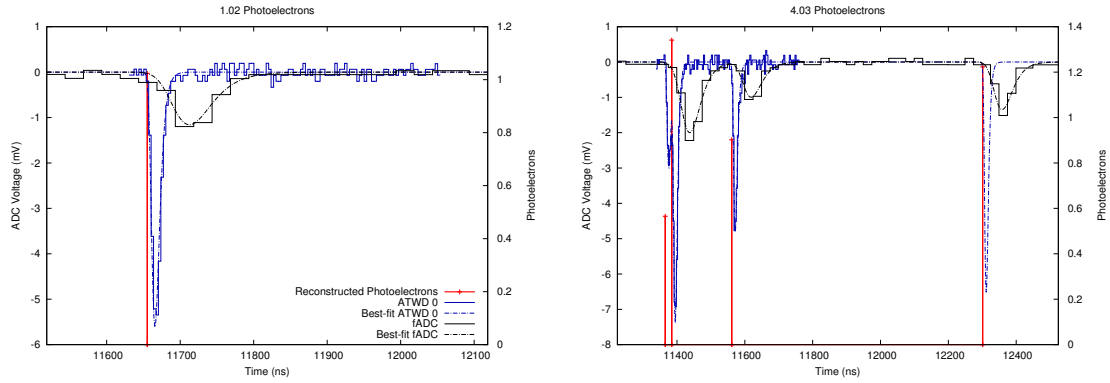 1.02 Photoelectrons
1
0
-1
-2
-3
-4
-5
-6
ADC Voltage (mV)
11600 11700 11800 11900 12000 12100
Time (ns)
1.2
1
0.8
0.6
0.4
0.2
0
Photoelectrons
Reconstructed Photoelectrons
ATWD 0
Best-fit ATWD 0
fADC
Best-fit fADC
4.03 Photoelectrons
1
0
-1
-2
-3
-4
-5
-6
-7
-8
ADC Voltage (mV)
11400 11600 11800 12000 12200 12400
Time (ns)
1.4
1.2
1
0.8
0.6
0.4
0.2
0
Photoelectrons